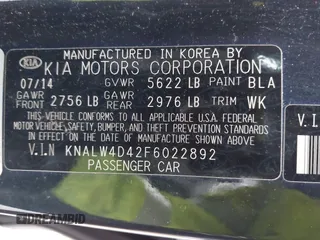 MANUFACTURED IN KOREA BY
KIA KIA MOTORS CORPORATION
07/14 GVWR 5622 LB PAINT BLA
GAWR FRONT 2756 LB GAWR REAR 2976 LB TRIM WK
THIS VEHICLE CONFORMS TO ALL APPLICABLE
FEDERAL MOTOR VEHICLE SAFETY, BUMPER,
AND THEFT PREVENTION STANDARDS IN EFFECT
ON THE DATE OF MANUFACTURE SHOWN ABOVE.
V.I.N KNALW4D42F6022892
PASSENGER CAR
V.I.
DREAMBID